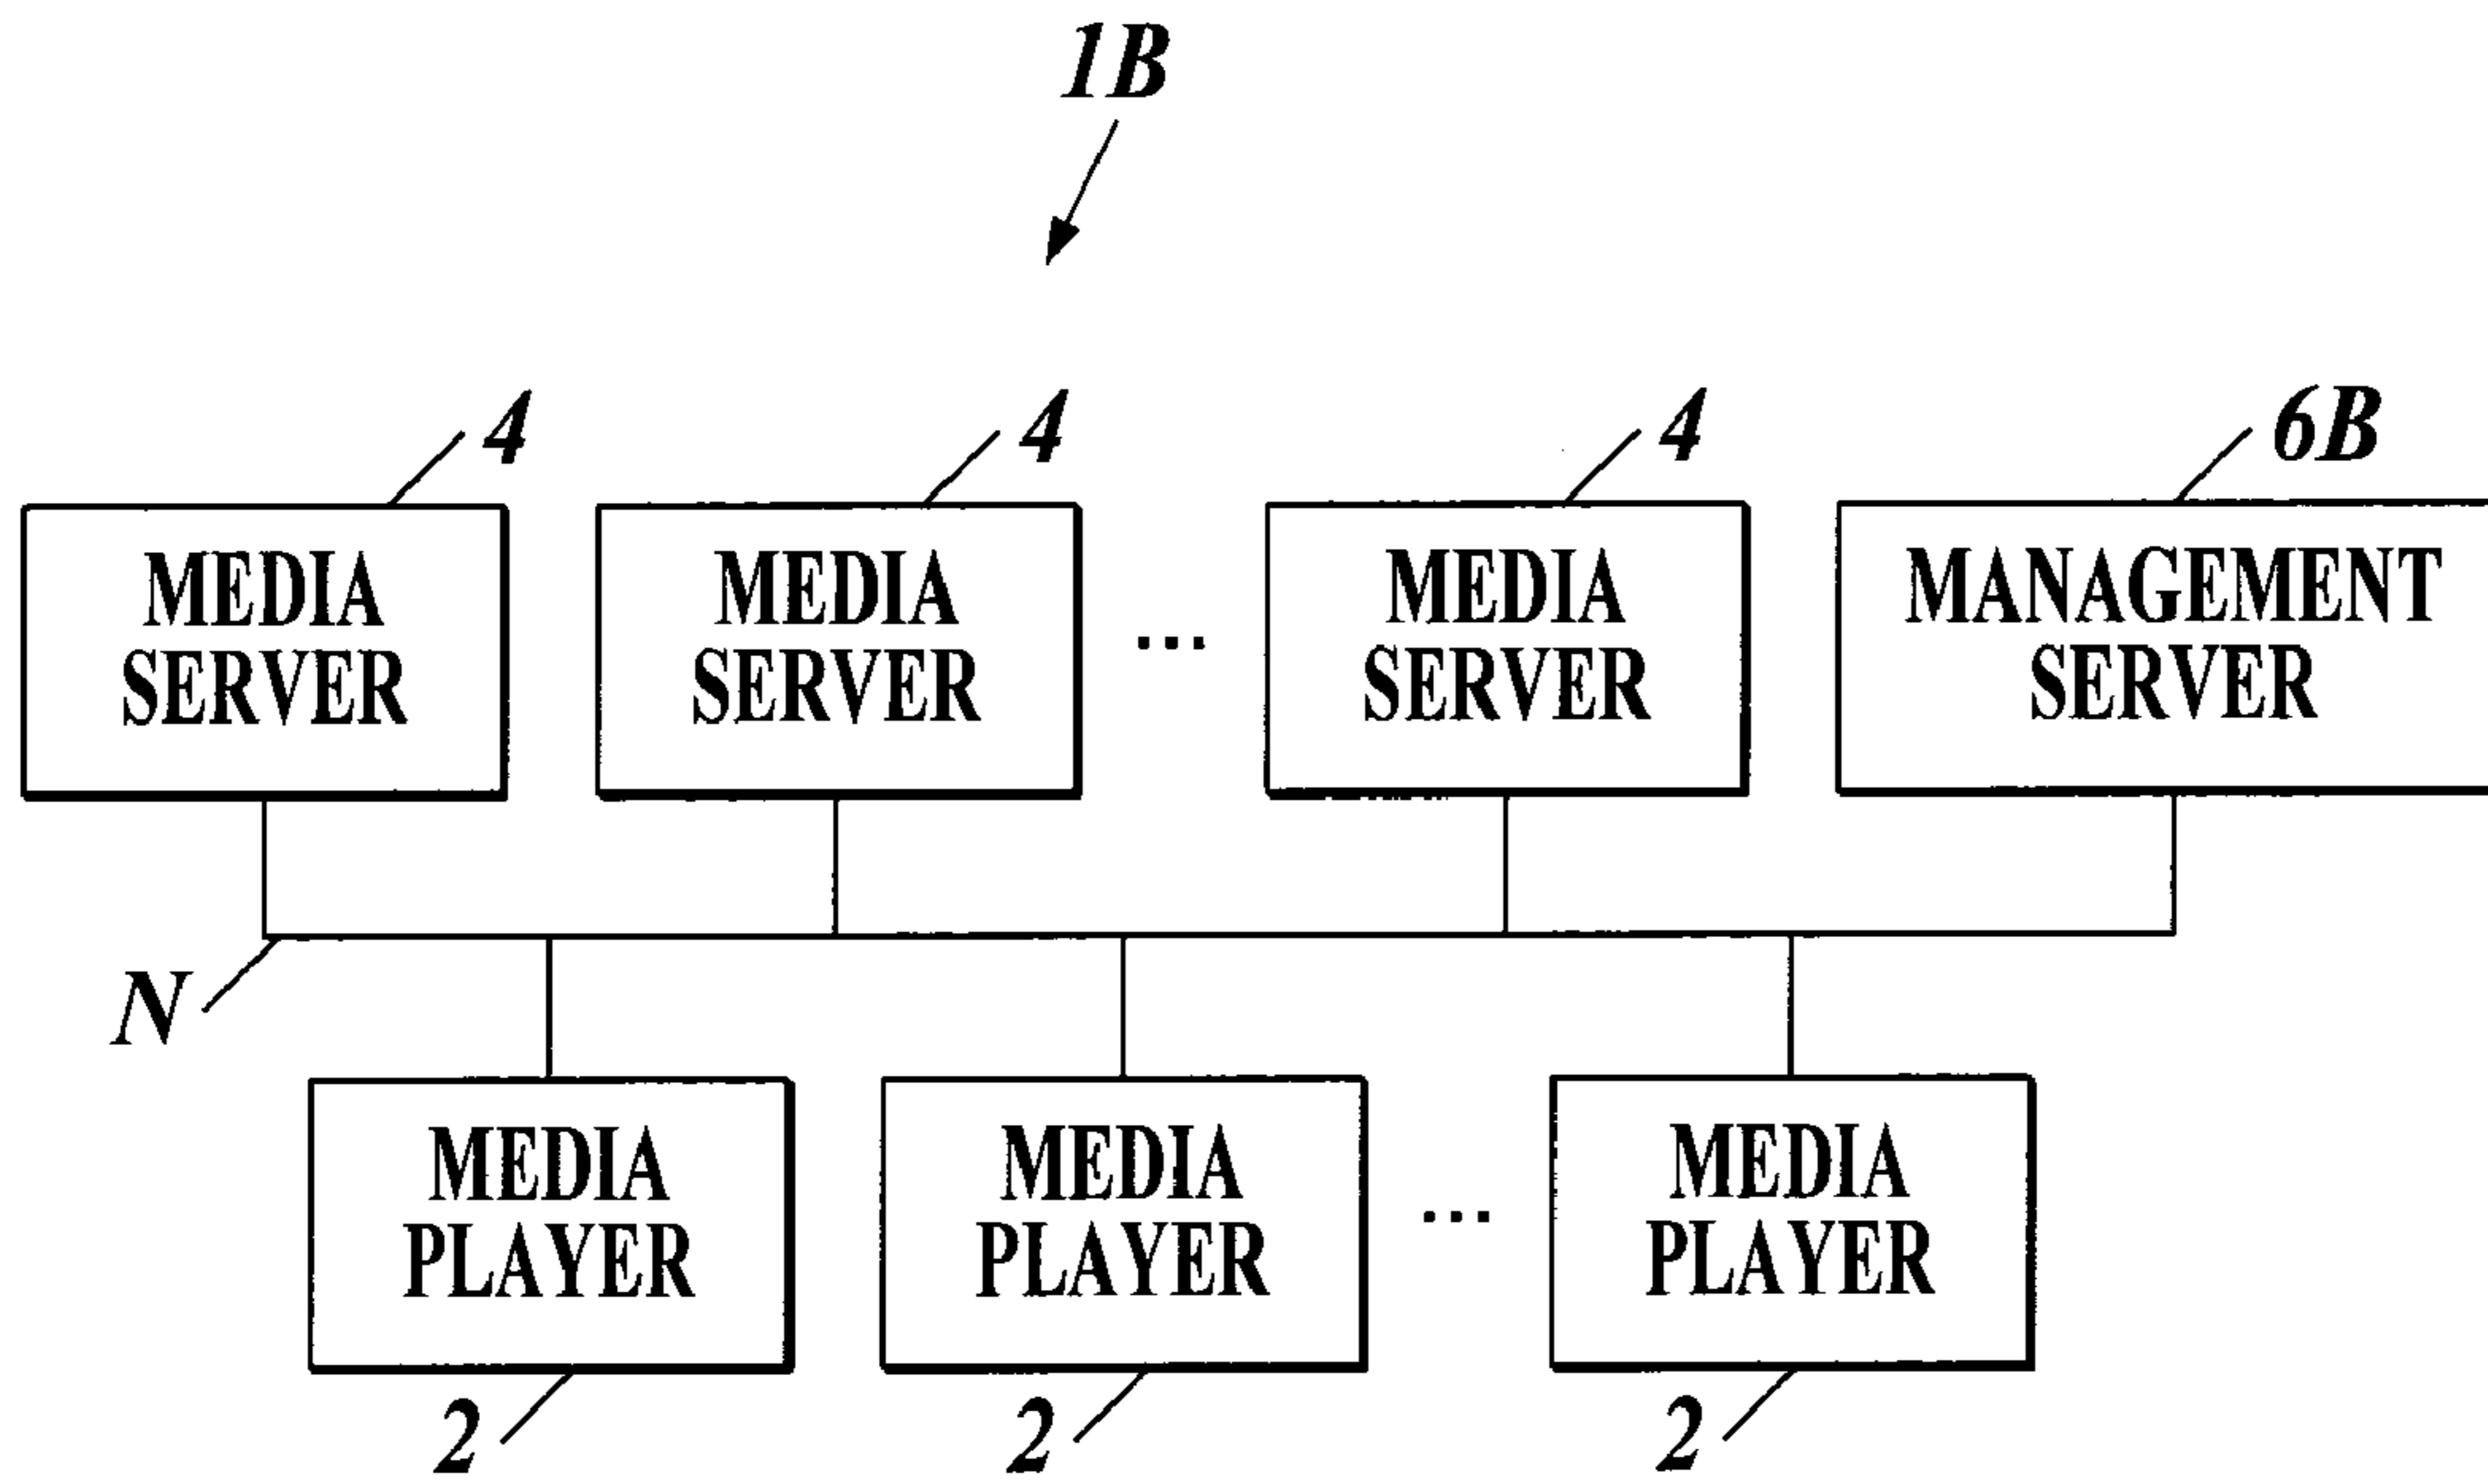 1B
4
4
4
6B
MEDIA
SERVER
MEDIA
SERVER
...
MEDIA
SERVER
MANAGEMENT
SERVER
N
MEDIA
PLAYER
MEDIA
PLAYER
...
MEDIA
PLAYER
2
2
2